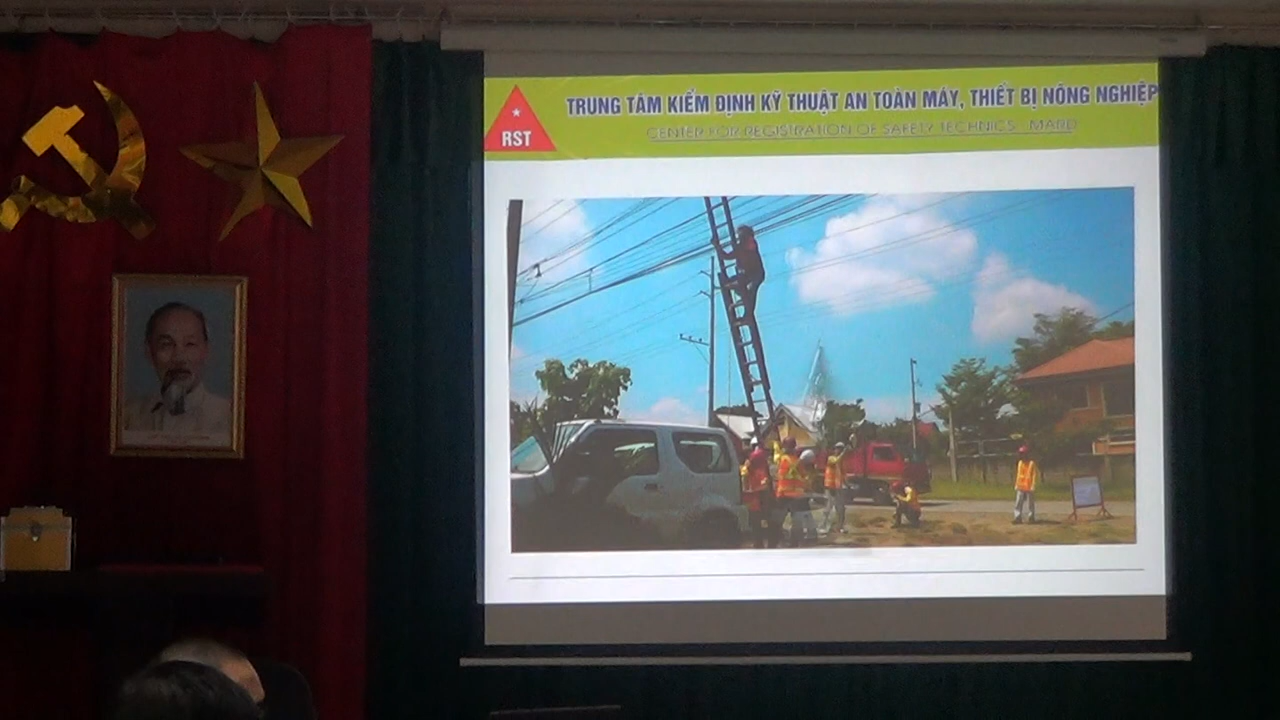 TRUNG TÂM KIỂM ĐỊNH KỸ THUẬT AN TOÀN MÁY, THIẾT BỊ NÔNG NGHIỆP
CENTER FOR REGISTRATION OF SAFETY TECHNICS MARD
RST